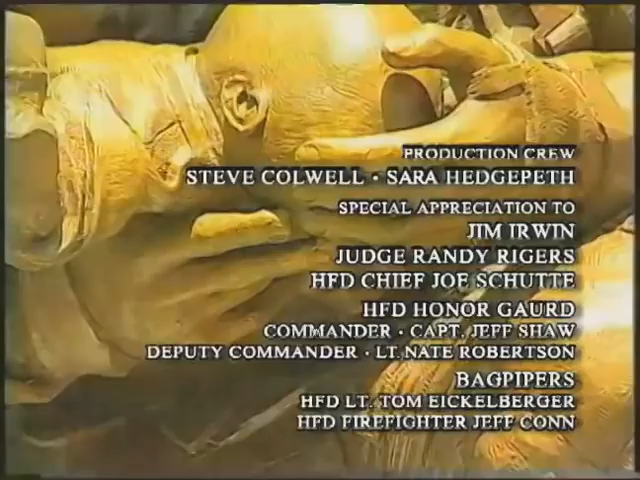 PRODUCTION CREW
STEVE COLWELL · SARA HEDGEPETH
SPECIAL APPRECIATION TO
JIM IRWIN
JUDGE RANDY RIGERS
HFD CHIEF JOE SCHUTTE
HFD HONOR GAURD
COMMANDER · CAPT. JEFF SHAW
DEPUTY COMMANDER · LT. NATE ROBERTSON
BAGPIPERS
HFD LT. TOM EICKELBERGER
HFD FIREFIGHTER JEFF CONN